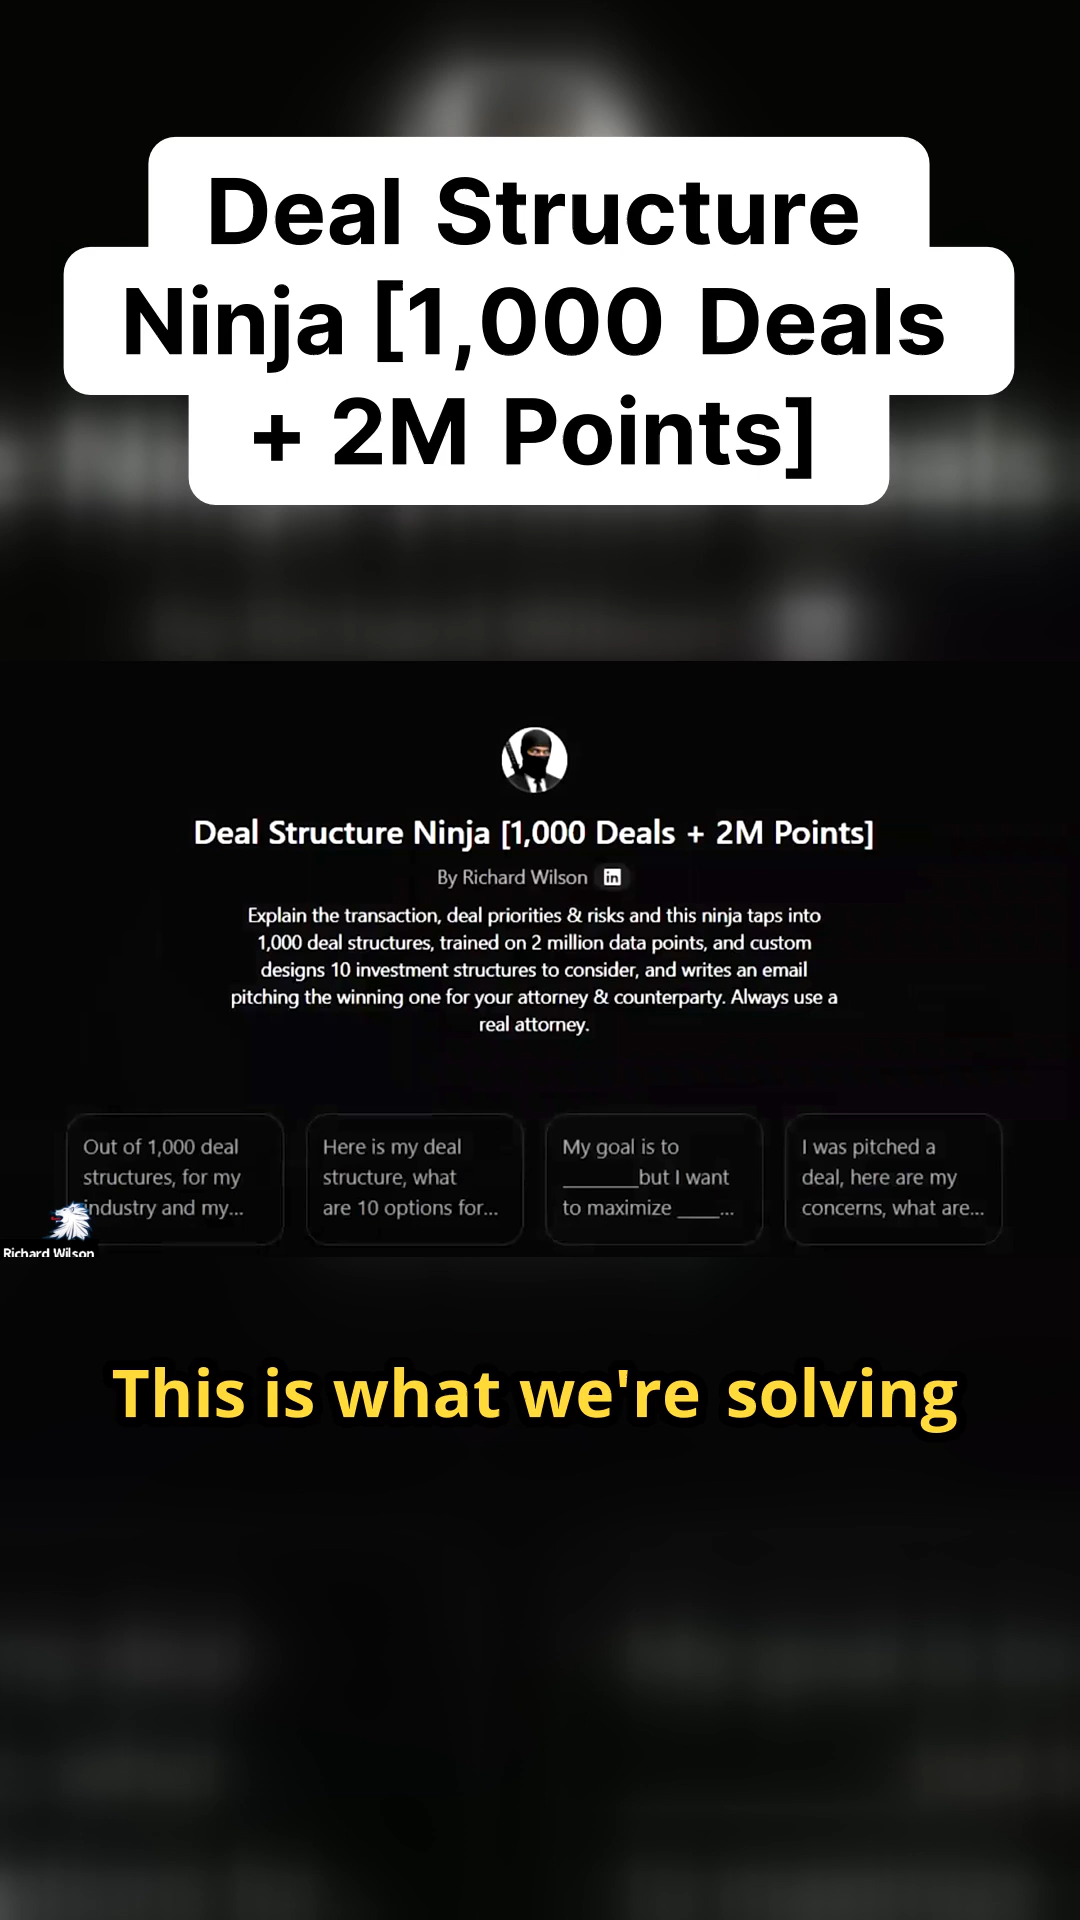 Deal Structure
Ninja [1,000 Deals
+ 2M Points]
Deal Structure Ninja [1,000 Deals + 2M Points]
By Richard Wilson in
Explain the transaction, deal priorities & risks and this ninja taps into
1,000 deal structures, trained on 2 million data points, and custom
designs 10 investment structures to consider, and writes an email
pitching the winning one for your attorney & counterparty. Always use a
real attorney.
Out of 1,000 deal
structures, for my
industry and my...
Here is my deal
structure, what
are 10 options for...
My goal is to
________but I want
to maximize ____...
I was pitched a
deal, here are my
concerns, what are...
Richard Wilson
This is what we're solving